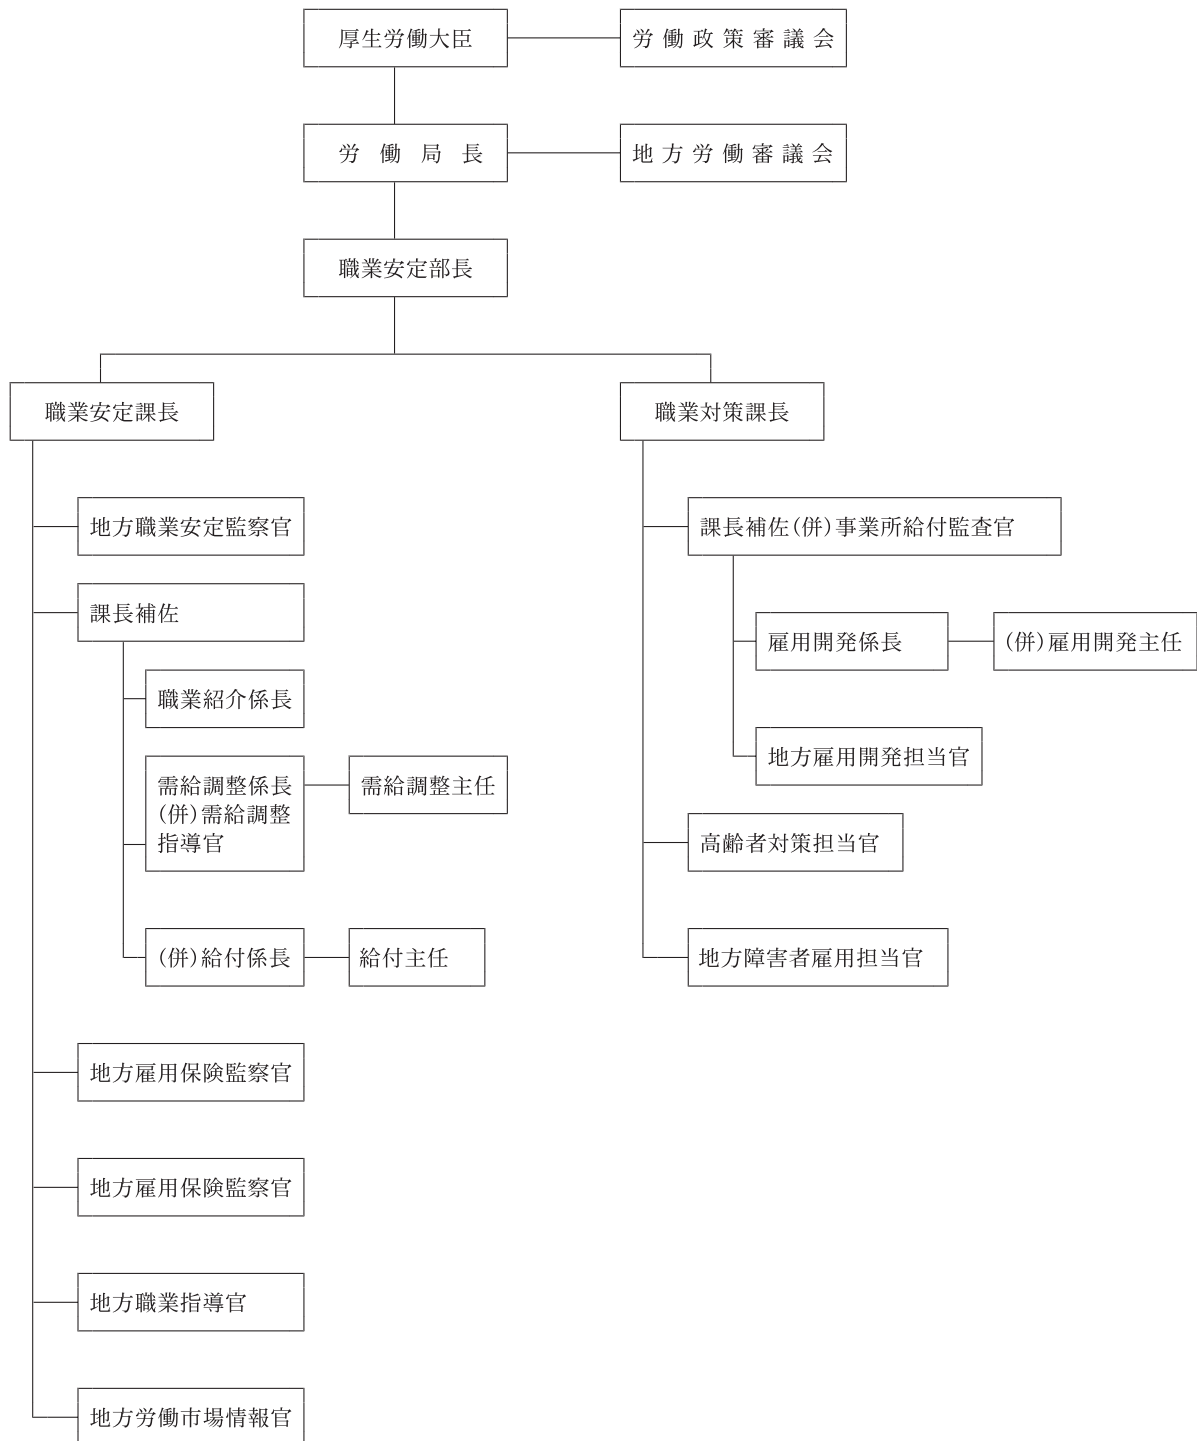 厚生労働大臣
労働政策審議会
労働局長
地方労働審議会
職業安定部長
職業安定課長
地方職業安定監察官
課長補佐
職業紹介係長
需給調整係長
(併)需給調整
指導官
需給調整主任
(併)給付係長
給付主任
地方雇用保険監察官
地方雇用保険監察官
地方職業指導官
地方労働市場情報官
職業対策課長
課長補佐(併)事業所給付監査官
雇用開発係長
(併)雇用開発主任
地方雇用開発担当官
高齢者対策担当官
地方障害者雇用担当官